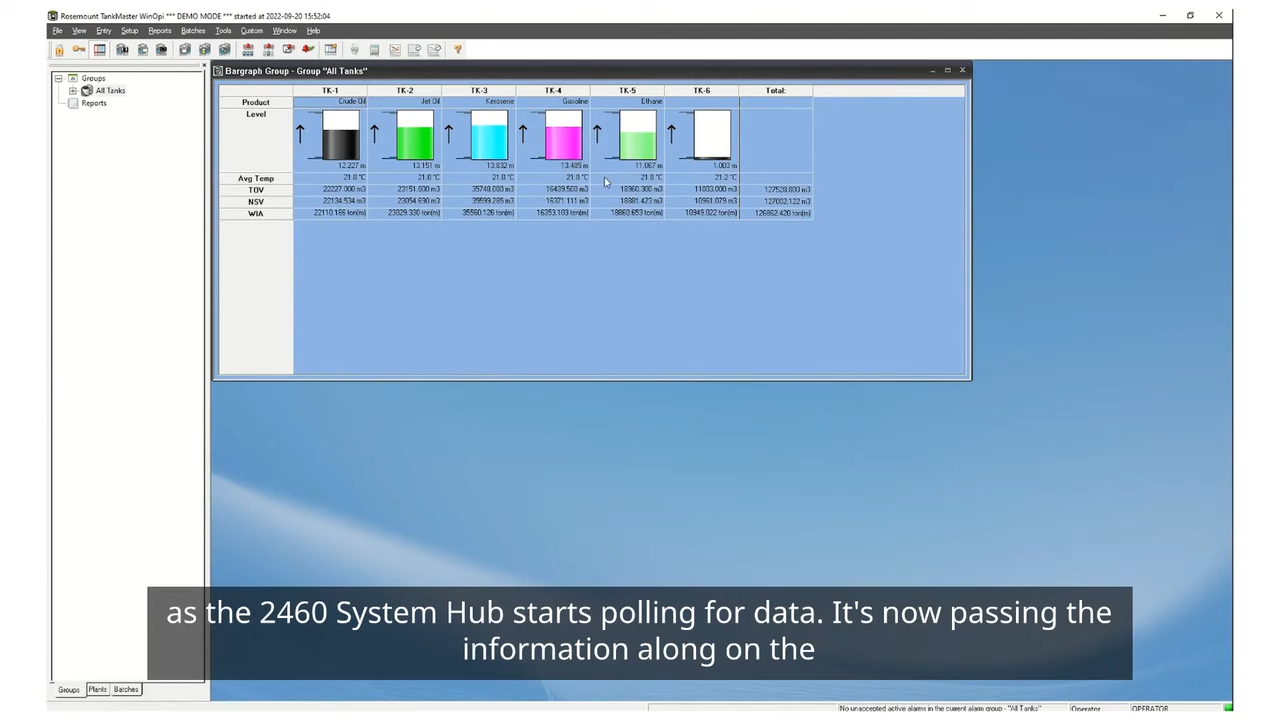 Rosemount TankMaster WinOpi *** DEMO MODE *** started at 2022-09-20 15:52:04
File View Entry Setup Reports Batches Tools Custom Window Help
Groups
All Tanks
Reports
Bargraph Group - Group "All Tanks"
TK-1 TK-2 TK-3 TK-4 TK-5 TK-6 Total:
Product Crude Oil Jet Oil Kerosene Gasoline Ethane
Level
12.227 m 13.151 m 13.832 m 13.485 m 11.067 m 1.003 m
Avg Temp 21.0 °C 21.0 °C 21.0 °C 21.0 °C 21.0 °C 21.2 °C
TOV 22227.000 m3 23151.000 m3 35748.000 m3 16439.500 m3 18960.300 m3 11003.000 m3 127528.800 m3
NSV 22134.534 m3 23054.690 m3 35599.285 m3 16371.111 m3 18881.423 m3 10961.079 m3 127002.122 m3
WIA 22110.166 ton(m) 23029.330 ton(m) 35560.126 ton(m) 16353.103 ton(m) 18860.653 ton(m) 10949.022 ton(m) 126862.420 ton(m)
as the 2460 System Hub starts polling for data. It's now passing the
information along on the
Groups Plants Batches
No unaccepted active alarms in the current alarm group - "All Tanks" Operator OPERATOR